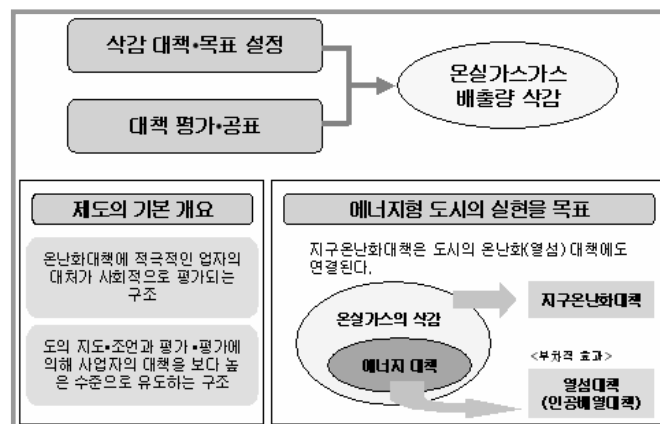 삭감 대책•목표 설정
대책 평가•공표
온실가스가스
배출량 삭감
제도의 기본 개요
온난화대책에 적극적인 업자의
대처가 사회적으로 평가되는
구조
도의 지도•조언과 평가•평가에
의해 사업자의 대책을 보다 높
은 수준으로 유도하는 구조
에너지형 도시의 실현을 목표
지구온난화대책은 도시의 온난화(열섬) 대책에도
연결된다.
온실가스의 삭감
에너지 대책
지구온난화대책
<부차적 효과>
열섬대책
(인공배열대책)